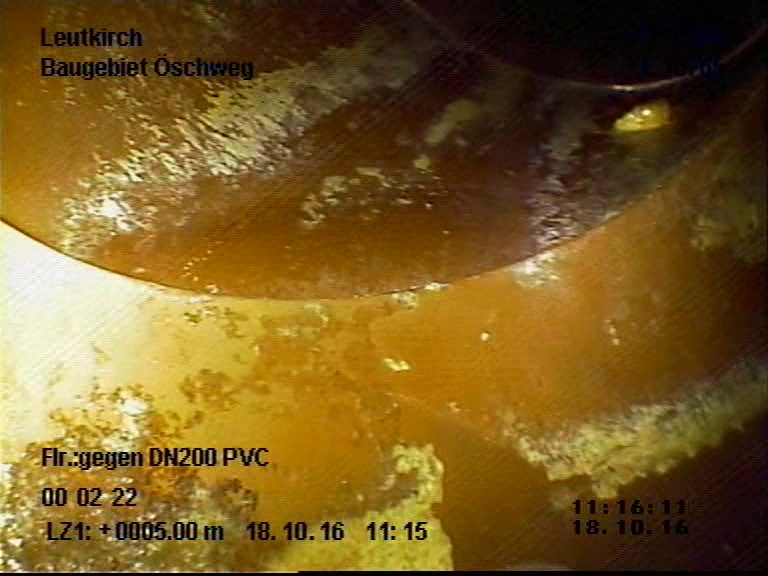 Leutkirch
Baugebiet Öschweg
Flr.:gegen DN200 PVC
00 02 22
LZ1: +0005.00 m 18. 10. 16 11: 15
11:16:11
18. 10. 16